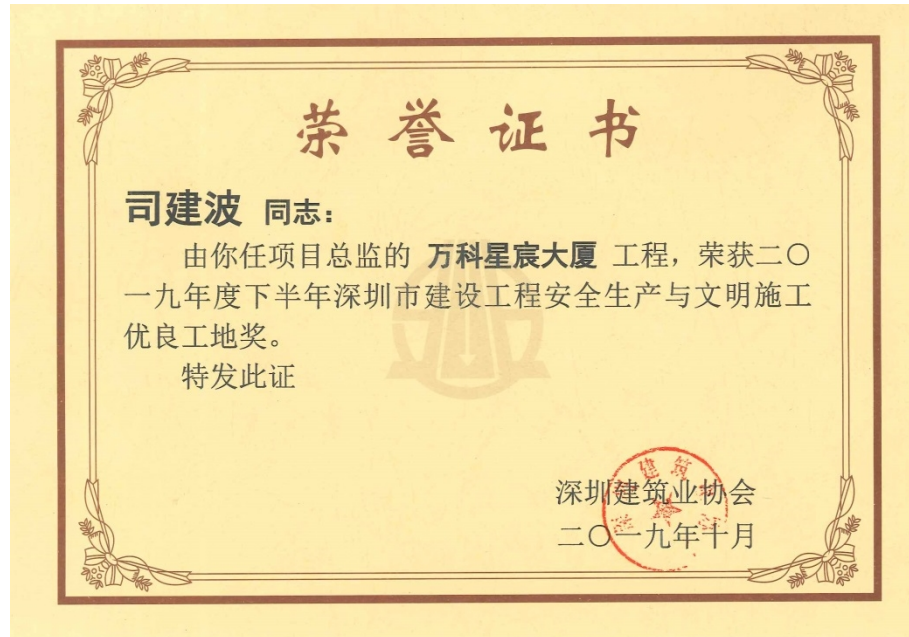 荣誉证书
司建波 同志：
由你任项目总监的 万科星宸大厦 工程，荣获二〇
一九年度下半年深圳市建设工程安全生产与文明施工
优良工地奖。
特发此证
深圳建筑业协会
二〇一九年十月